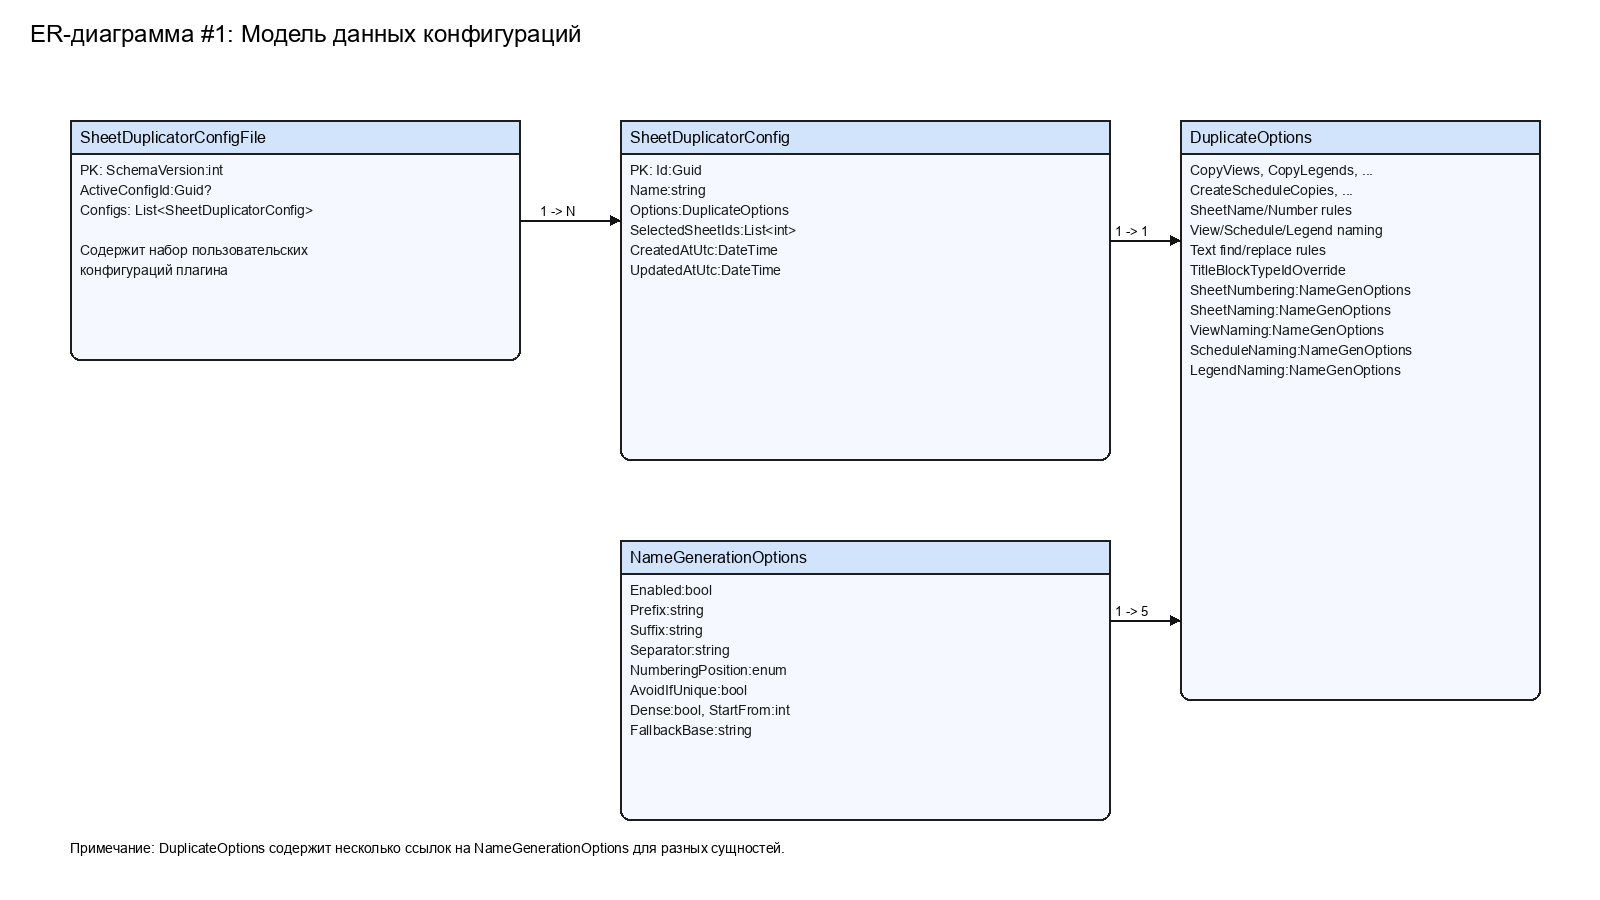 ER-диаграмма #1: Модель данных конфигураций
SheetDuplicatorConfigFile
PK: SchemaVersion:int
ActiveConfigId:Guid?
Configs: List<SheetDuplicatorConfig>
Содержит набор пользовательских
конфигураций плагина
1 -> N
SheetDuplicatorConfig
PK: Id:Guid
Name:string
Options:DuplicateOptions
SelectedSheetIds:List<int>
CreatedAtUtc:DateTime
UpdatedAtUtc:DateTime
1 -> 1
DuplicateOptions
CopyViews, CopyLegends, ...
CreateScheduleCopies, ...
SheetName/Number rules
View/Schedule/Legend naming
Text find/replace rules
TitleBlockTypeIdOverride
SheetNumbering:NameGenOptions
SheetNaming:NameGenOptions
ViewNaming:NameGenOptions
ScheduleNaming:NameGenOptions
LegendNaming:NameGenOptions
NameGenerationOptions
Enabled:bool
Prefix:string
Suffix:string
Separator:string
NumberingPosition:enum
AvoidIfUnique:bool
Dense:bool, StartFrom:int
FallbackBase:string
1 -> 5
Примечание: DuplicateOptions содержит несколько ссылок на NameGenerationOptions для разных сущностей.